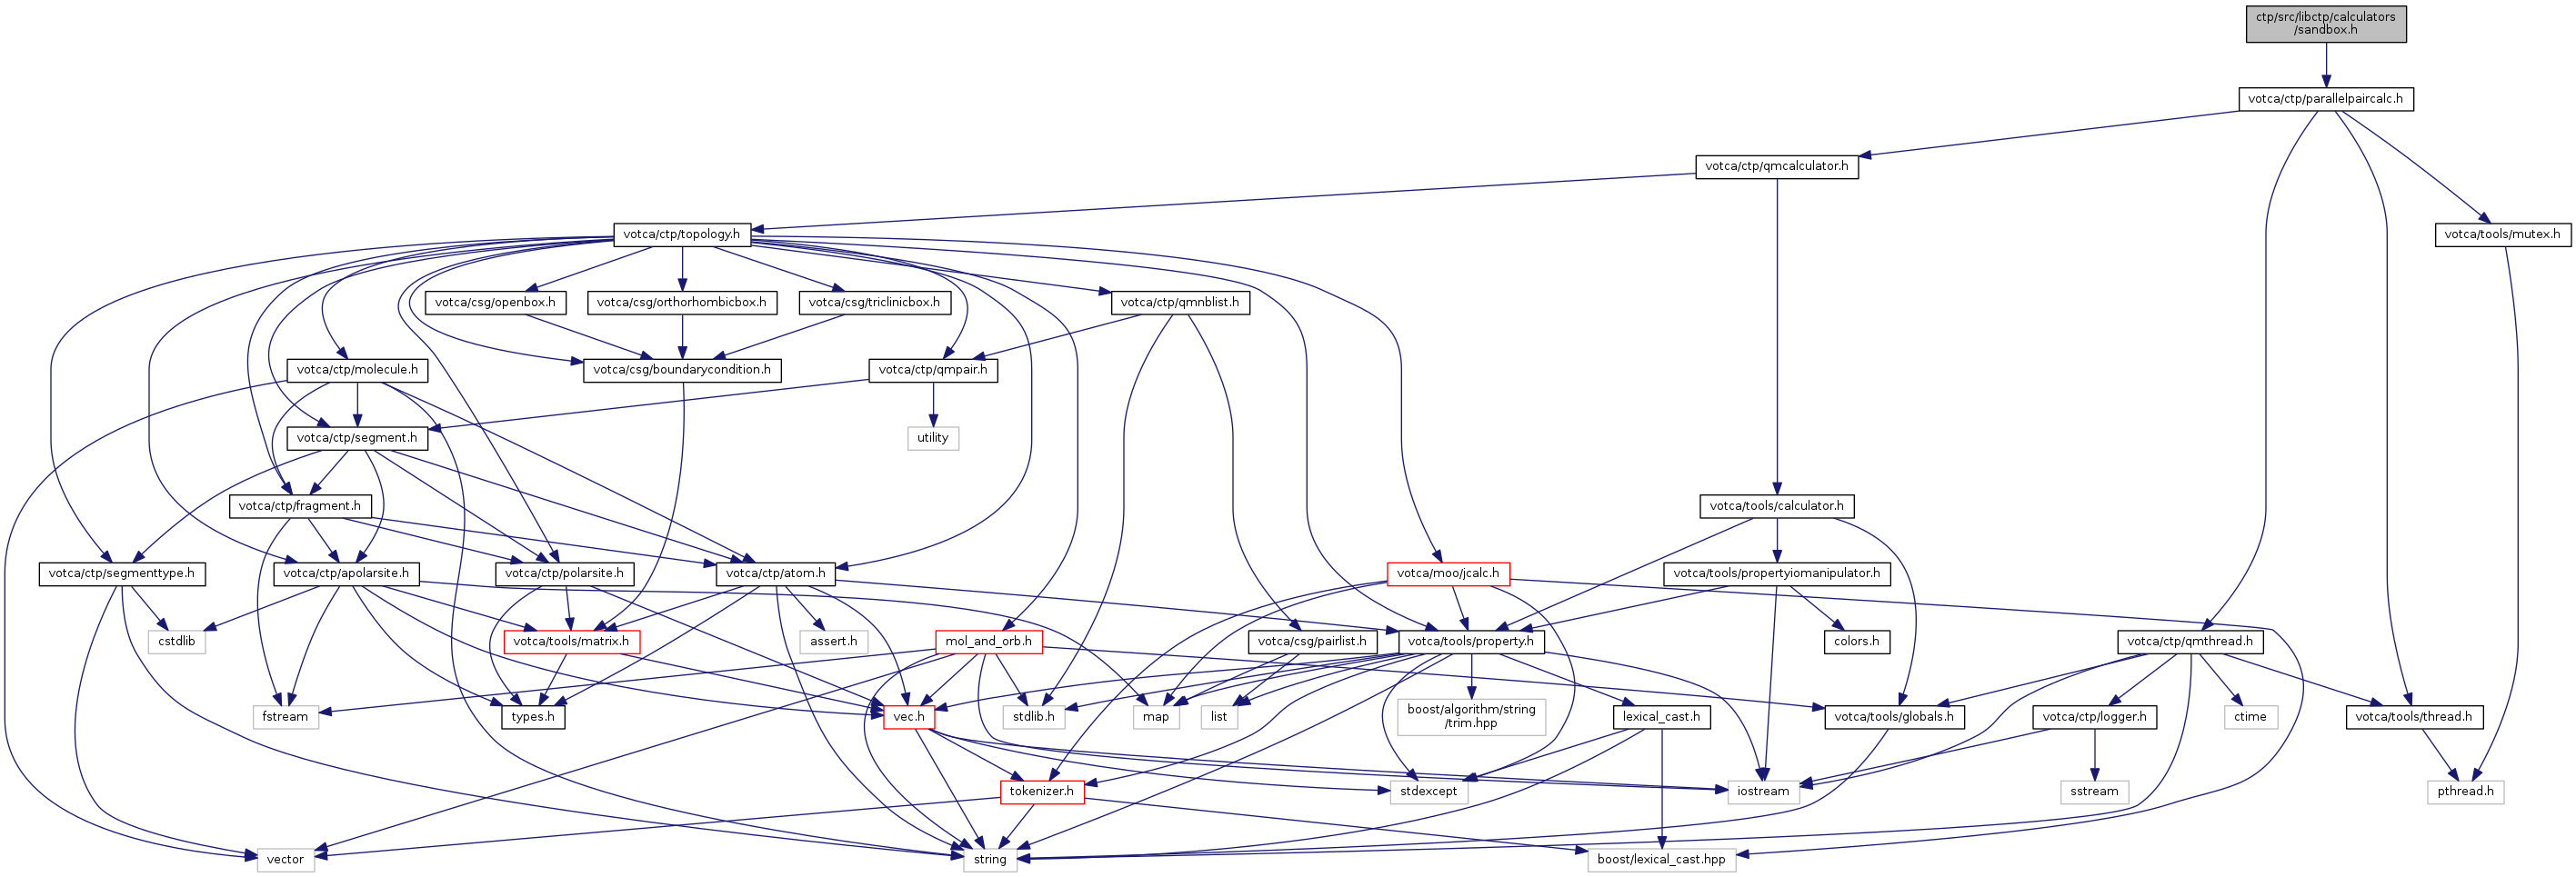 ctp/src/libctp/calculators
/sandbox.h
votca/ctp/parallelpaircalc.h
votca/ctp/qmcalculator.h
votca/ctp/topology.h
votca/tools/mutex.h
votca/csg/openbox.h
votca/csg/orthorhombicbox.h
votca/csg/triclinicbox.h
votca/ctp/qmnblist.h
votca/ctp/molecule.h
votca/csg/boundarycondition.h
votca/ctp/qmpair.h
votca/ctp/segment.h
utility
votca/ctp/fragment.h
votca/tools/calculator.h
votca/ctp/segmenttype.h
votca/ctp/apolarsite.h
votca/ctp/polarsite.h
votca/ctp/atom.h
votca/moo/jcalc.h
votca/tools/propertyiomanipulator.h
cstdlib
votca/tools/matrix.h
assert.h
mol_and_orb.h
votca/csg/pairlist.h
votca/tools/property.h
colors.h
votca/ctp/qmthread.h
fstream
types.h
vec.h
stdlib.h
map
list
boost/algorithm/string
/trim.hpp
lexical_cast.h
votca/tools/globals.h
votca/ctp/logger.h
ctime
votca/tools/thread.h
tokenizer.h
stdexcept
iostream
sstream
pthread.h
vector
string
boost/lexical_cast.hpp